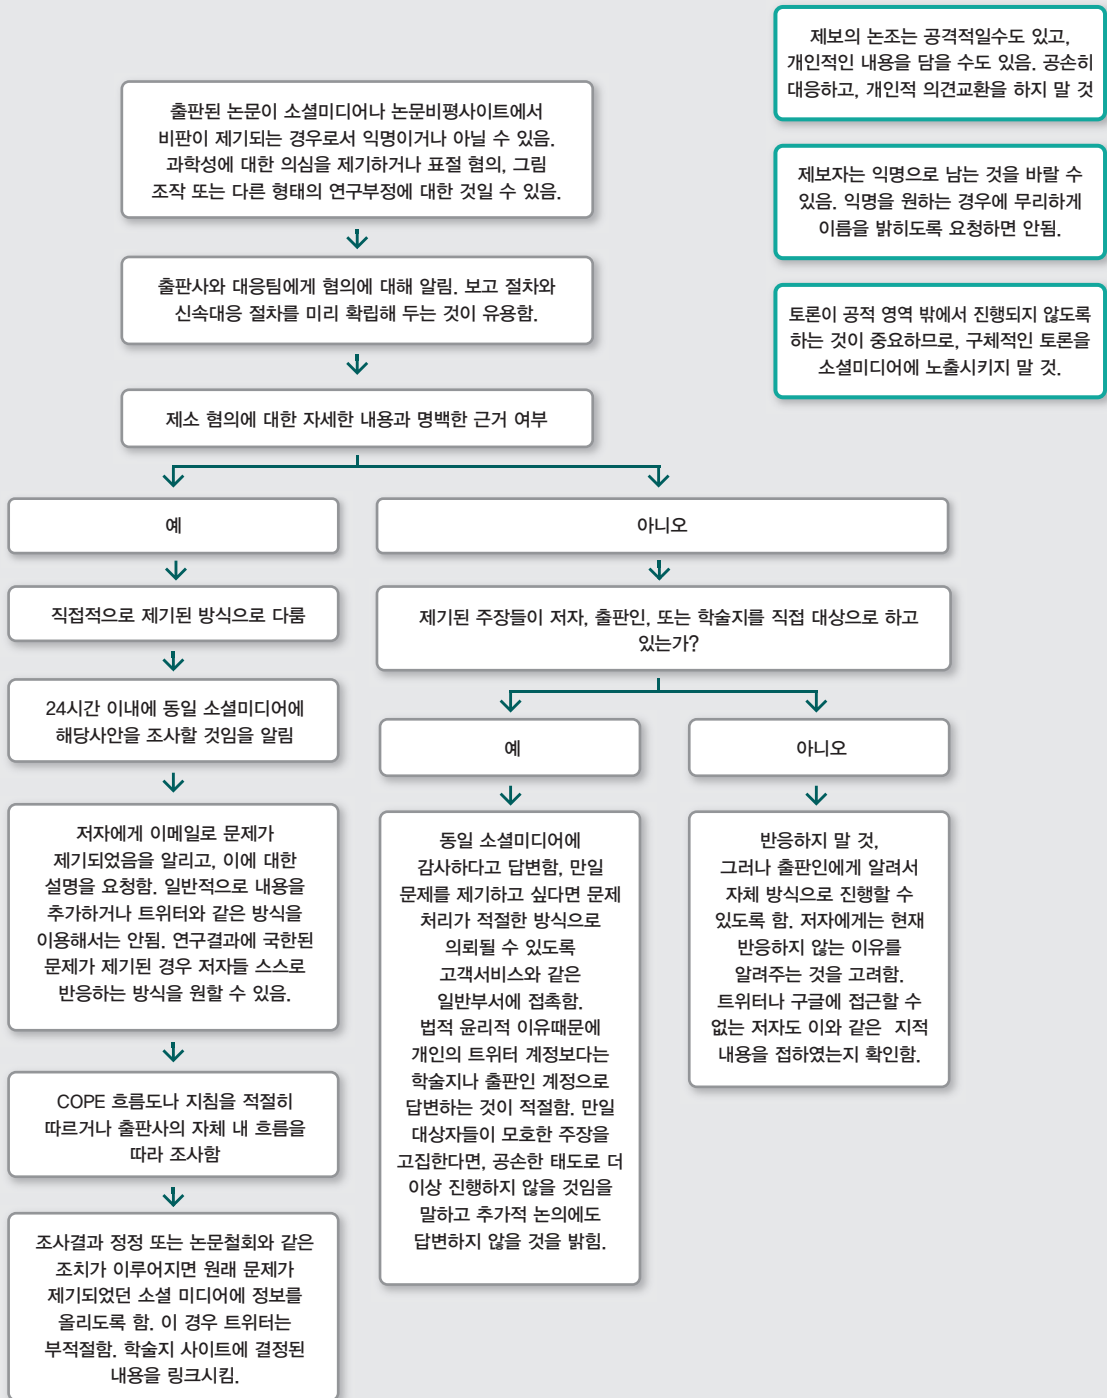 제보의 논조는 공격적일수도 있고,
개인적인 내용을 담을 수도 있음. 공손히
대응하고, 개인적 의견교환을 하지 말 것
제보자는 익명으로 남는 것을 바랄 수
있음. 익명을 원하는 경우에 무리하게
이름을 밝히도록 요청하면 안됨.
토론이 공적 영역 밖에서 진행되지 않도록
하는 것이 중요하므로, 구체적인 토론을
소셜미디어에 노출시키지 말 것.
출판된 논문이 소셜미디어나 논문비평사이트에서
비판이 제기되는 경우로서 익명이거나 아닐 수 있음.
과학성에 대한 의심을 제기하거나 표절 혐의, 그림
조작 또는 다른 형태의 연구부정에 대한 것일 수 있음.
출판사와 대응팀에게 혐의에 대해 알림. 보고 절차와
신속대응 절차를 미리 확립해 두는 것이 유용함.
제소 혐의에 대한 자세한 내용과 명백한 근거 여부
예
직접적으로 제기된 방식으로 다룸
24시간 이내에 동일 소셜미디어에
해당사안을 조사할 것임을 알림
저자에게 이메일로 문제가
제기되었음을 알리고, 이에 대한
설명을 요청함. 일반적으로 내용을
추가하거나 트위터와 같은 방식을
이용해서는 안됨. 연구결과에 국한된
문제가 제기된 경우 저자들 스스로
반응하는 방식을 원할 수 있음.
COPE 흐름도나 지침을 적절히
따르거나 출판사의 자체 내 흐름을
따라 조사함
조사결과 정정 또는 논문철회와 같은
조치가 이루어지면 원래 문제가
제기되었던 소셜 미디어에 정보를
올리도록 함. 이 경우 트위터는
부적절함. 학술지 사이트에 결정된
내용을 링크시킴.
아니오
제기된 주장들이 저자, 출판인, 또는 학술지를 직접 대상으로 하고
있는가?
예
동일 소셜미디어에
감사하다고 답변함, 만일
문제를 제기하고 싶다면 문제
처리가 적절한 방식으로
의뢰될 수 있도록
고객서비스와 같은
일반부서에 접촉함.
법적 윤리적 이유때문에
개인의 트위터 계정보다는
학술지나 출판인 계정으로
답변하는 것이 적절함. 만일
대상자들이 모호한 주장을
고집한다면, 공손한 태도로 더
이상 진행하지 않을 것임을
말하고 추가적 논의에도
답변하지 않을 것을 밝힘.
아니오
반응하지 말 것,
그러나 출판인에게 알려서
자체 방식으로 진행할 수
있도록 함. 저자에게는 현재
반응하지 않는 이유를
알려주는 것을 고려함.
트위터나 구글에 접근할 수
없는 저자도 이와 같은 지적
내용을 접하였는지 확인함.